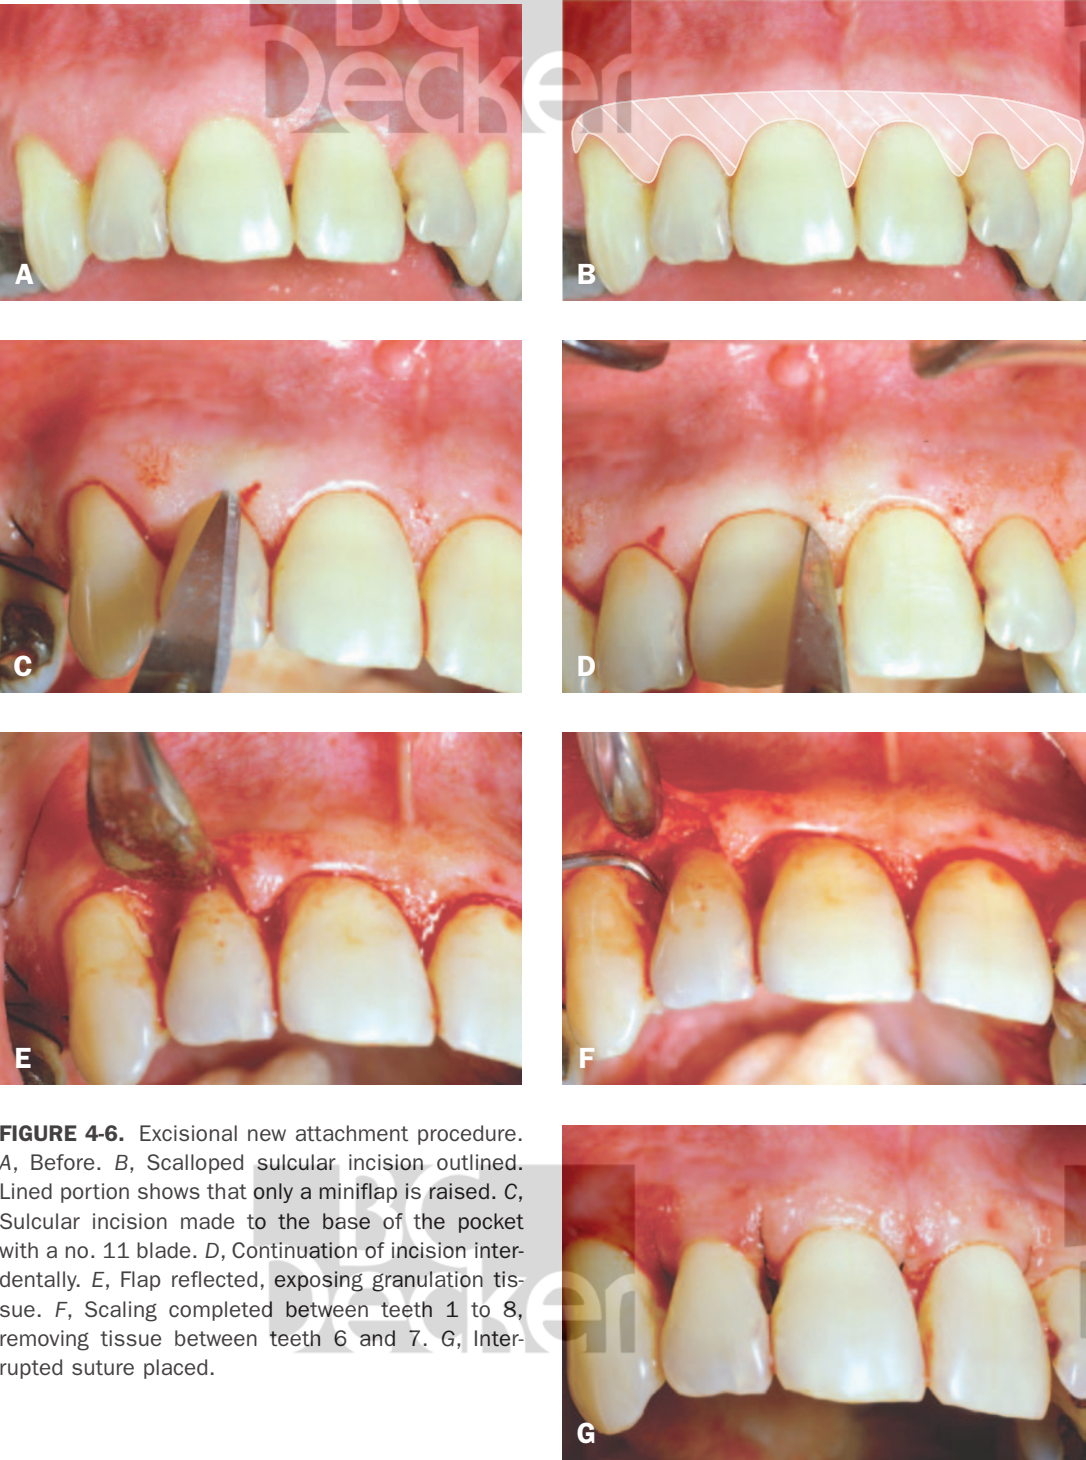 BC
Decker
A
B
C
D
E
F
FIGURE 4-6. Excisional new attachment procedure.
A, Before. B, Scalloped sulcular incision outlined.
Lined portion shows that only a miniflap is raised. C,
Sulcular incision made to the base of the pocket
with a no. 11 blade. D, Continuation of incision inter-
dentally. E, Flap reflected, exposing granulation tis-
sue. F, Scaling completed between teeth 1 to 8,
removing tissue between teeth 6 and 7. G, Inter-
rupted suture placed.
BC
Decker
G